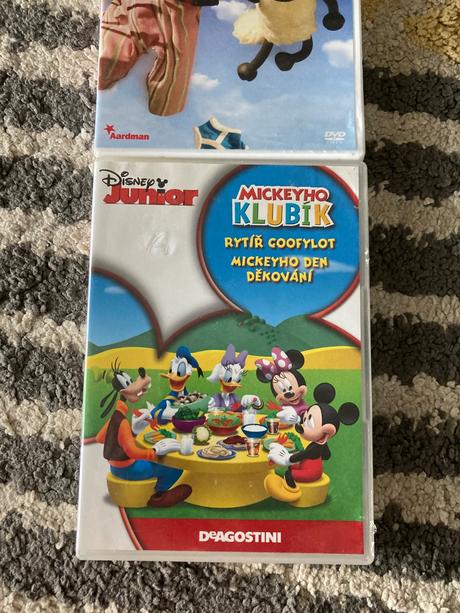 Aardman
DVD
Disney
Junior
MICKEYHO
KLUBÍK
RYTÍŘ GOOFYLOT
MICKEYHO DEN
DĚKOVÁNÍ
DeAGOSTINI